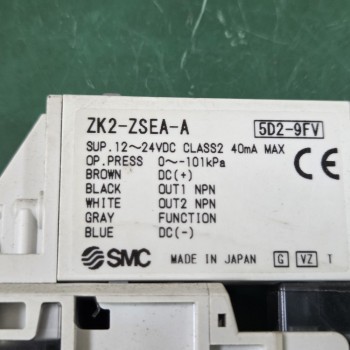 ZK2-ZSEA-A 5D2-9FV
SUP.12~24VDC CLASS2 40mA MAX
OP.PRESS 0~-101kPa
BROWN DC(+)
BLACK OUT1 NPN
WHITE OUT2 NPN
GRAY FUNCTION
BLUE DC(-)
CE
SMC MADE IN JAPAN G VZ T